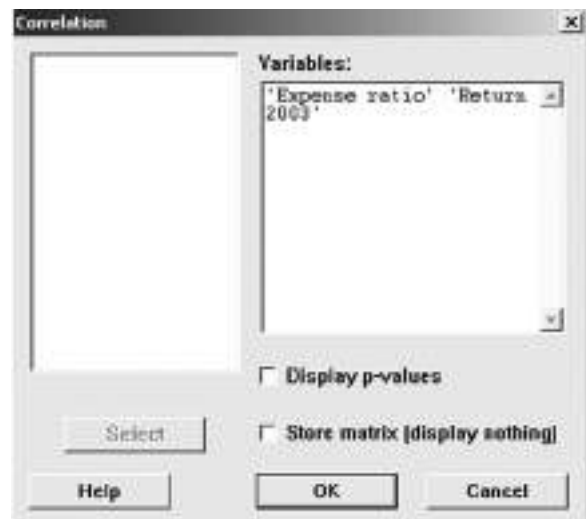 Correlation
Variables:
'Expense ratio' 'Return
2003'
Display p-values
Select
Store matrix (display nothing)
Help
OK
Cancel